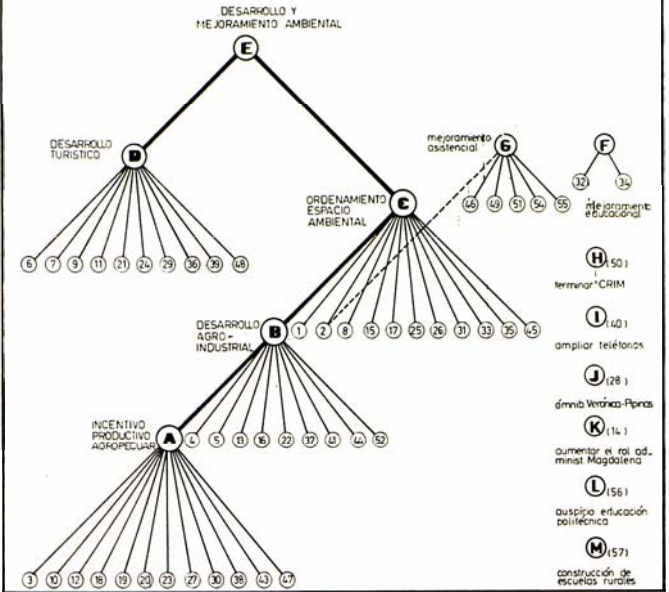 DESARROLLO Y
MEJORAMIENTO AMBIENTAL
E
DESARROLLO
TURISTICO
D
6 7 9 11 21 24 29 36 39 48
mejoramiento
asistencial
G
46 49 51 54 55
F
32 34
Mejoramiento
educacional
ORDENAMIENTO
ESPACIO
AMBIENTAL
C
1 2 8 15 17 25 26 31 33 35 45
H (50)
terminar CRIM
I (40)
ampliar teléfonos
DESARROLLO
AGRO-
INDUSTRIAL
B
4 5 13 16 22 37 41 44 52
J (28)
ómnib. Verónica-Pipinas
K (14)
aumentar el rol ad_
minist. Magdalena
INCENTIVO
PRODUCTIVO
AGROPECUAR
A
3 10 12 18 19 20 23 27 30 38 43 47
L (56)
auspicio educación
politécnica
M (57)
construcción de
escuelas rurales